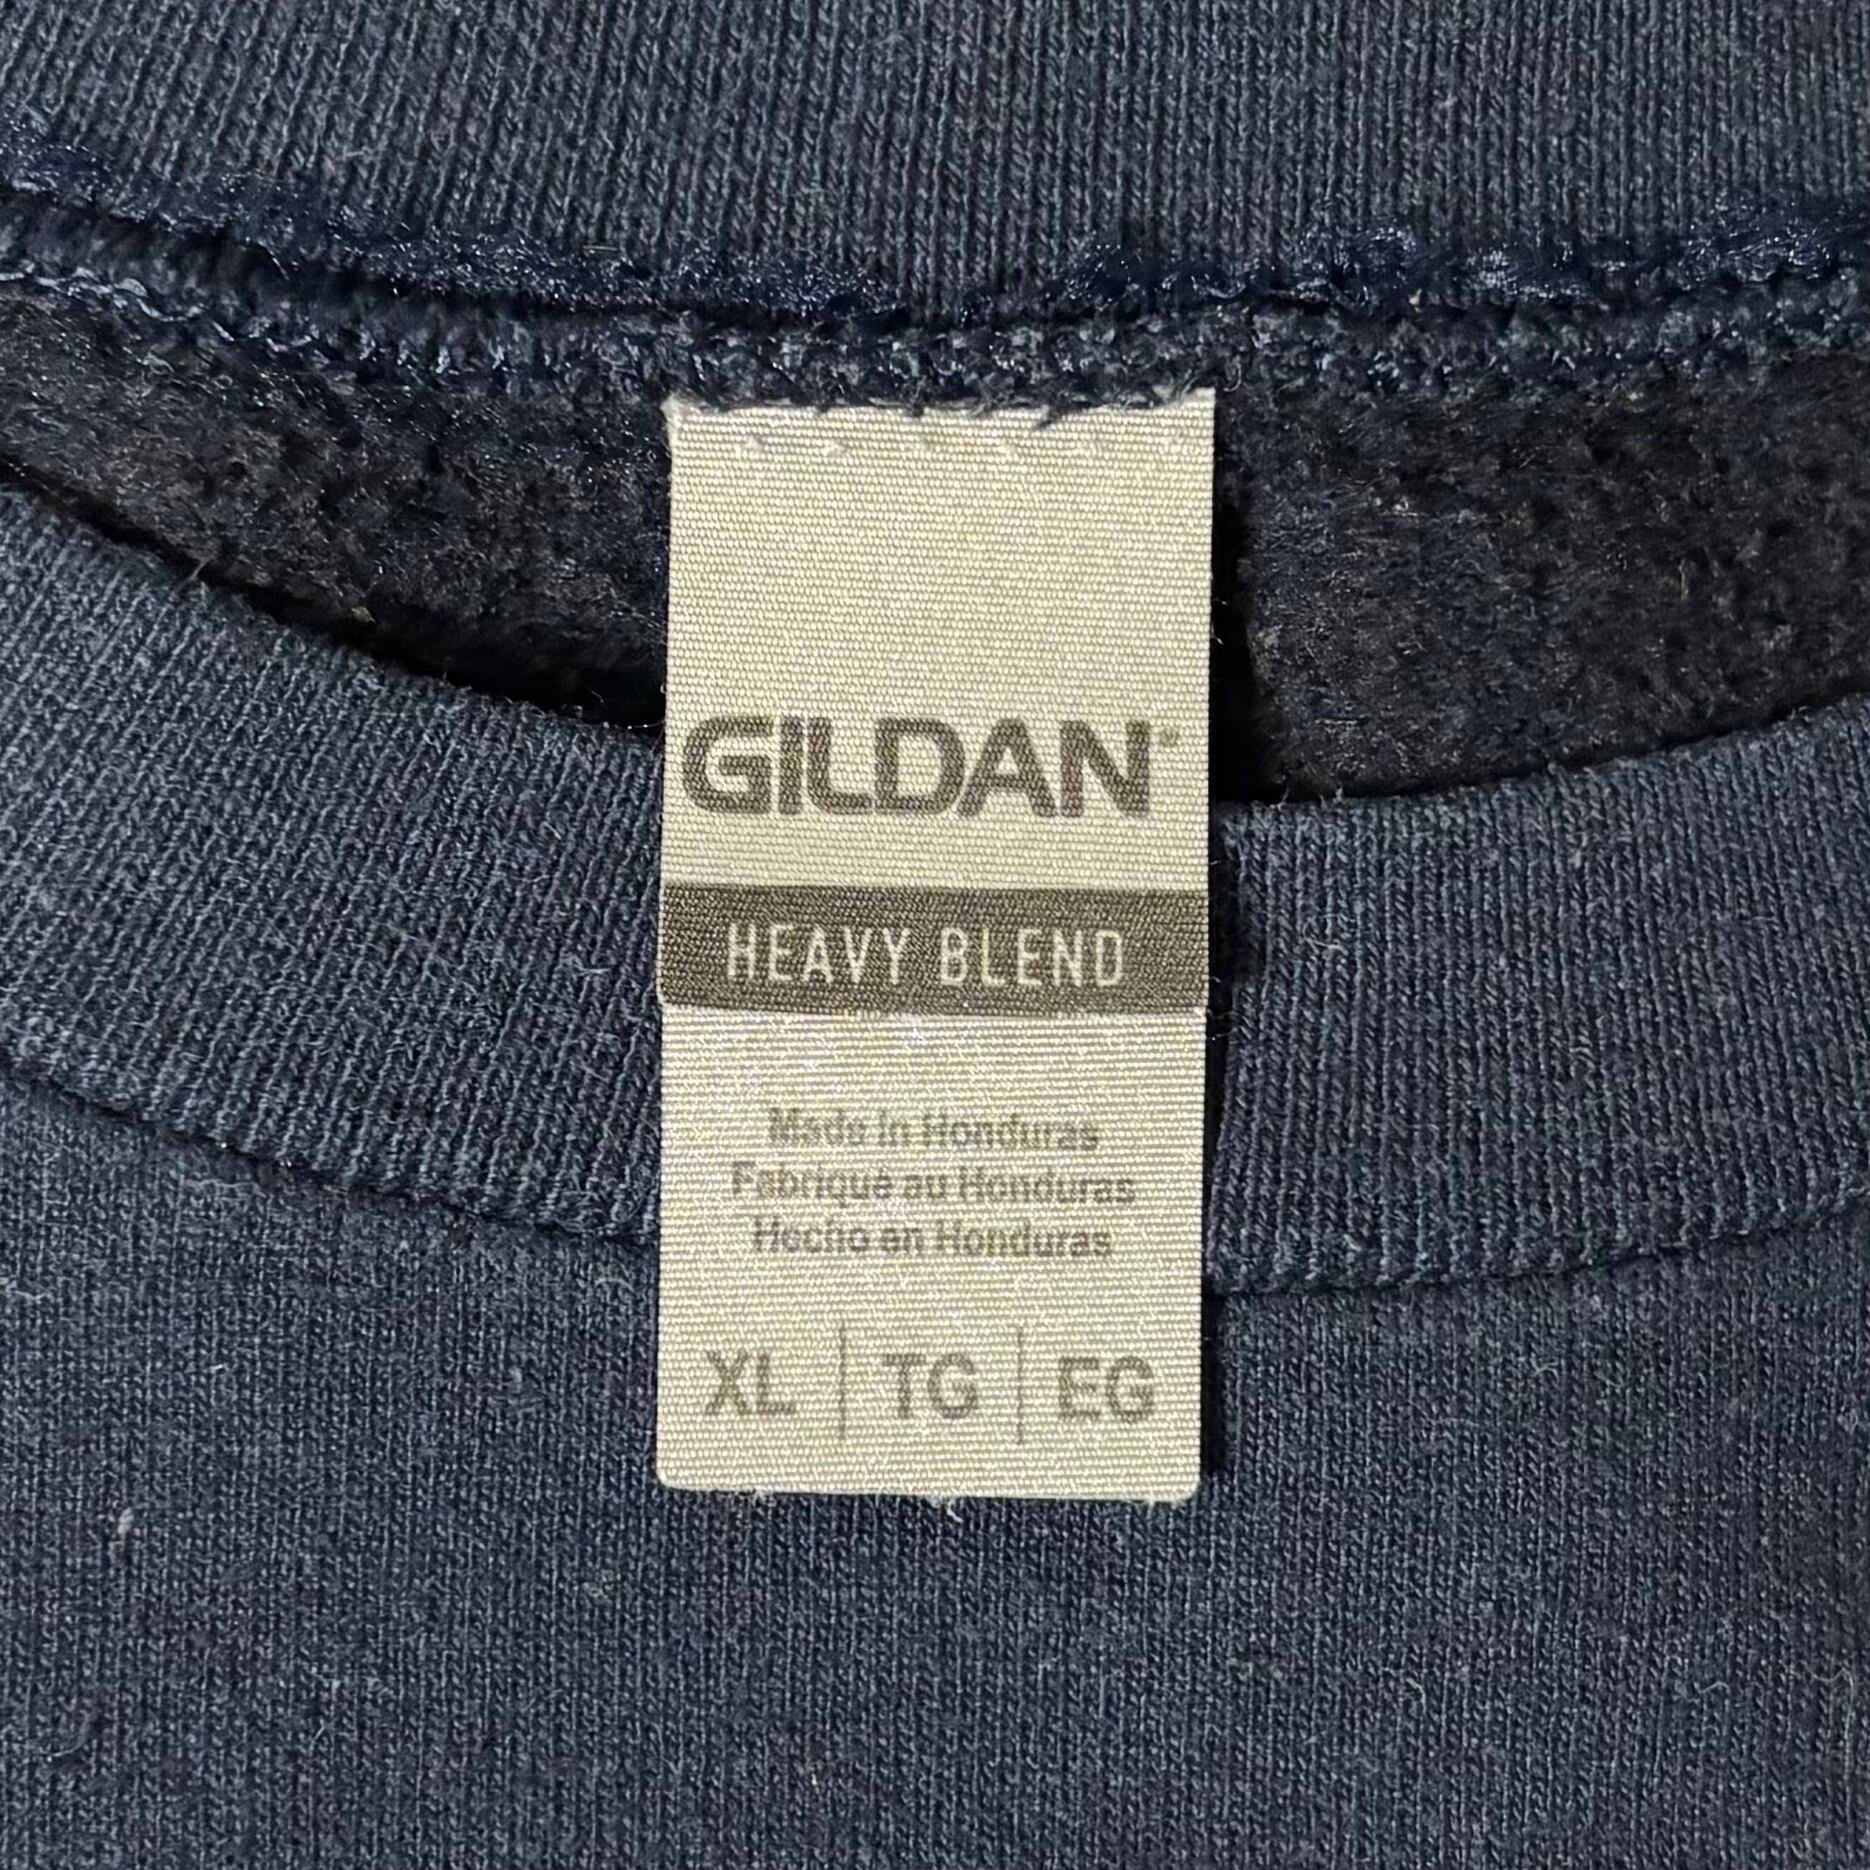 GILDAN®
HEAVY BLEND
Made in Honduras
Fabriqué au Honduras
Hecho en Honduras
XL | TG | EG